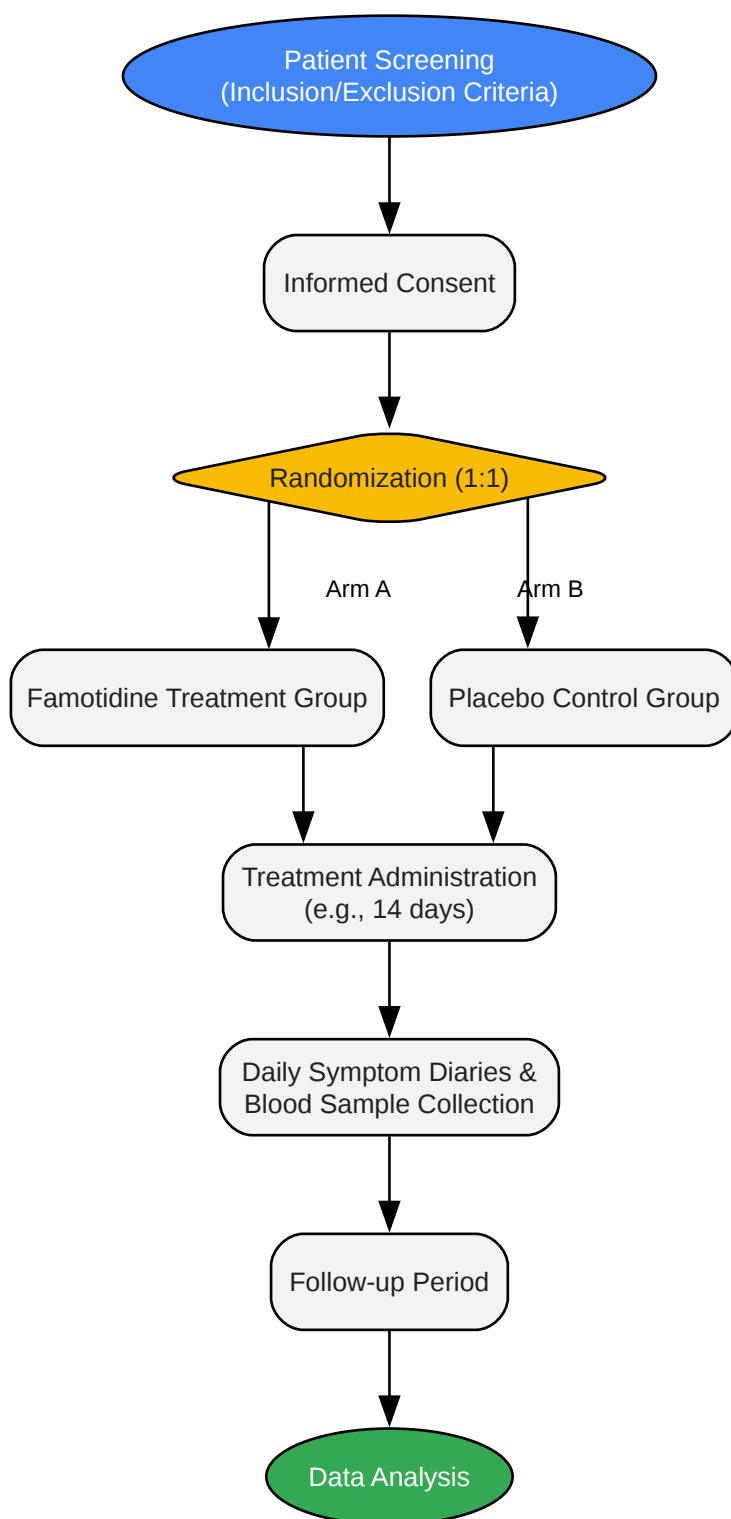 Patient Screening
(Inclusion/Exclusion Criteria)
Informed Consent
Randomization (1:1)
Arm A
Arm B
Famotidine Treatment Group
Placebo Control Group
Treatment Administration
(e.g., 14 days)
Daily Symptom Diaries &
Blood Sample Collection
Follow-up Period
Data Analysis